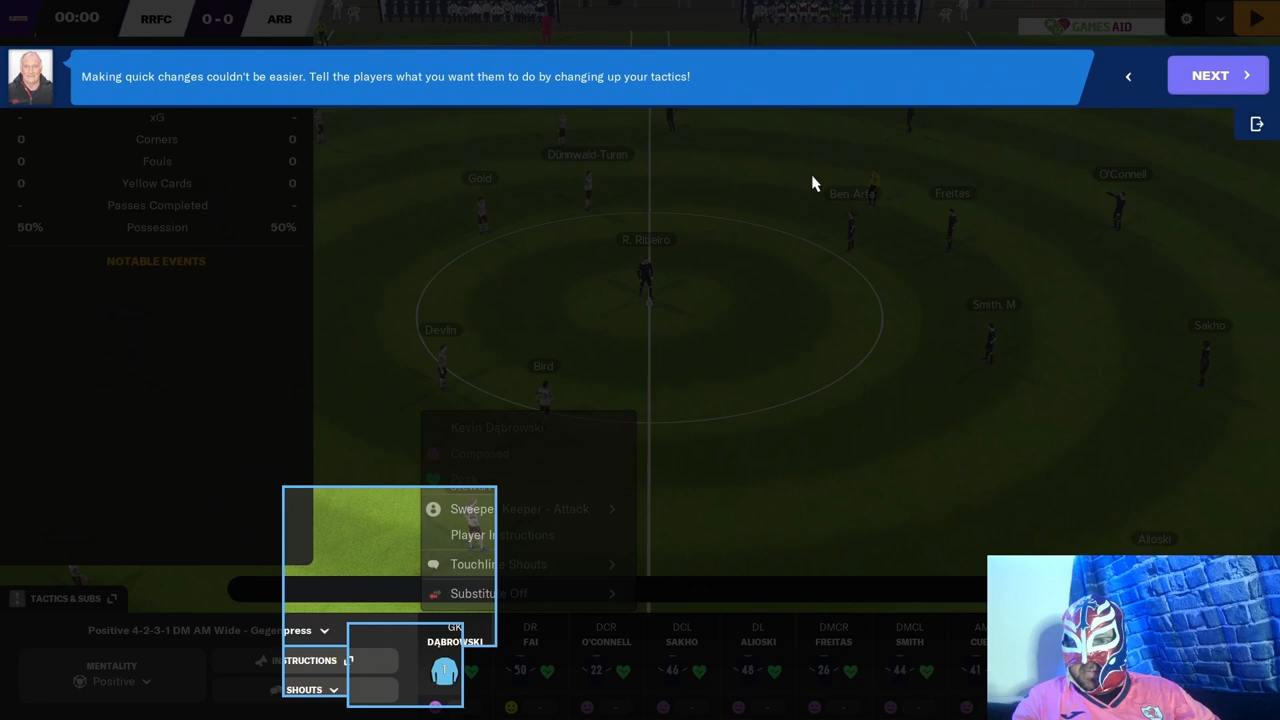 00:00 RRFC 0 - 0 ARB
GAMES AID
Making quick changes couldn't be easier. Tell the players what you want them to do by changing up your tactics!
NEXT
- xG -
0 Corners 0
0 Fouls 0
0 Yellow Cards 0
- Passes Completed -
50% Possession 50%
NOTABLE EVENTS
Dünnwald-Turan
Gold
Ben Arfa
Freitas
O'Connell
R. Ribeiro
Smith, M
Sakho
Devlin
Bird
Alioski
Kevin Dąbrowski
Composed
Sweeper Keeper - Attack
Player Instructions
Touchline Shouts
Substitute Off
TACTICS & SUBS
Positive 4-2-3-1 DM AM Wide - Gegenpress
MENTALITY
Positive
INSTRUCTIONS
SHOUTS
GK DR DCR DCL DL DMCR DMCL
DĄBROWSKI FAI O'CONNELL SAKHO ALIOSKI FREITAS SMITH
1 50 22 46 48 26 44